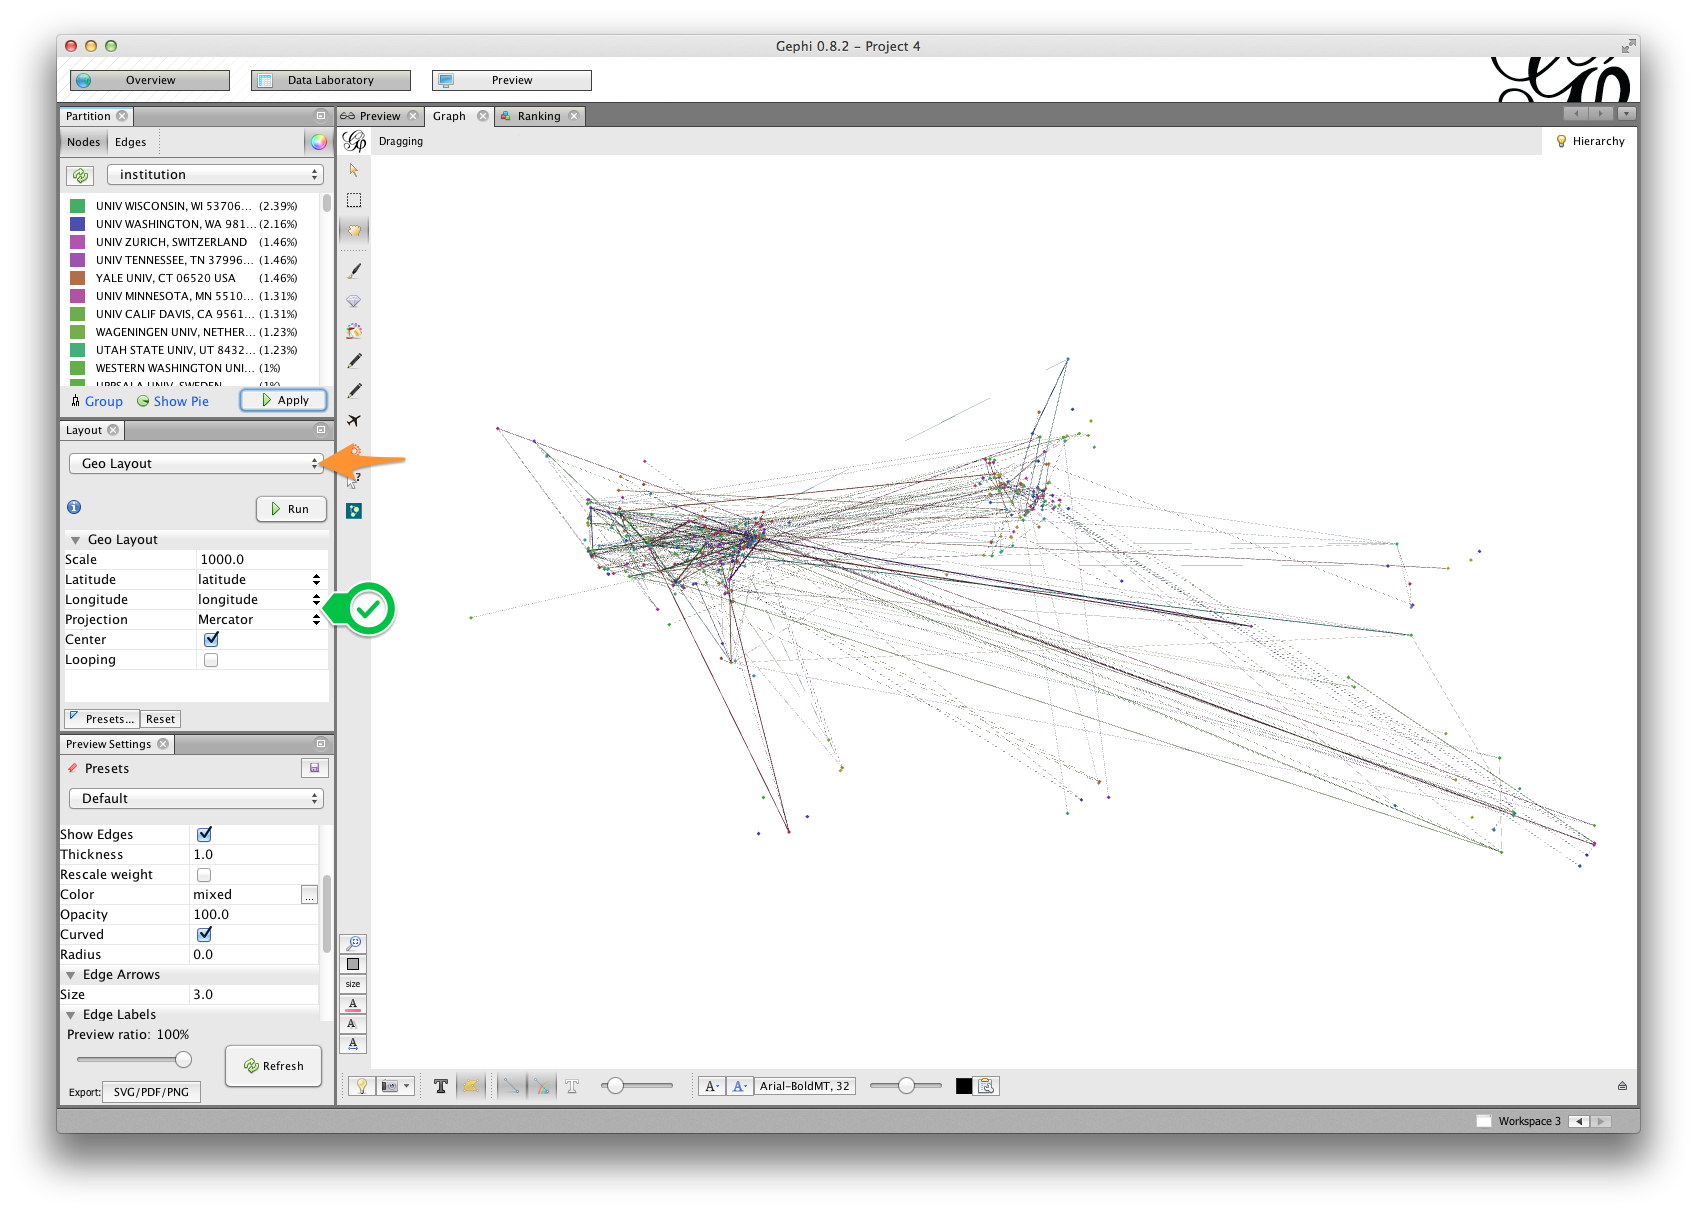 Gephi 0.8.2 – Project 4
Overview
Data Laboratory
Preview
Partition
Nodes
Edges
institution
UNIV WISCONSIN, WI 53706... (2.39%)
UNIV WASHINGTON, WA 981... (2.16%)
UNIV ZURICH, SWITZERLAND (1.46%)
UNIV TENNESSEE, TN 37996... (1.46%)
YALE UNIV, CT 06520 USA (1.46%)
UNIV MINNESOTA, MN 5510... (1.31%)
UNIV CALIF DAVIS, CA 9561... (1.31%)
WAGENINGEN UNIV, NETHER... (1.23%)
UTAH STATE UNIV, UT 8432... (1.23%)
WESTERN WASHINGTON UNI... (1%)
UPPSALA UNIV, SWEDEN (1%)
Group
Show Pie
Apply
Layout
Geo Layout
Run
Geo Layout
Scale 1000.0
Latitude latitude
Longitude longitude
Projection Mercator
Center
Looping
Presets...
Reset
Preview Settings
Presets
Default
Show Edges
Thickness 1.0
Rescale weight
Color mixed ...
Opacity 100.0
Curved
Radius 0.0
Edge Arrows
Size 3.0
Edge Labels
Preview ratio: 100%
Refresh
Export: SVG/PDF/PNG
Preview
Graph
Ranking
Dragging
Hierarchy
?
size
A
A
A
T
T
A-
A-
Arial-BoldMT, 32
Workspace 3